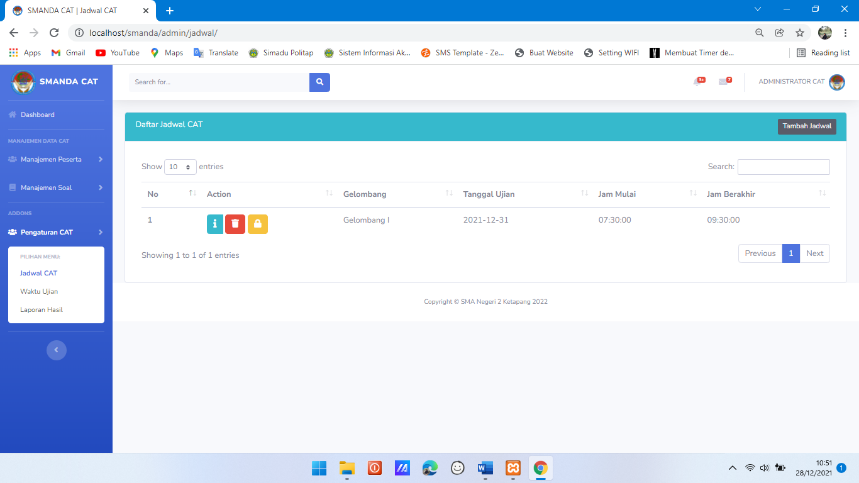 SMANDA CAT | Jadwal CAT
localhost/smanda/admin/jadwal/
Apps Gmail YouTube Maps Translate Simadu Politap Sistem Informasi Ak... SMS Template - Ze... Buat Website Setting WIFI Membuat Timer de... Reading list
SMANDA CAT
Search for...
ADMINISTRATOR CAT
Dashboard
MANAJEMEN DATA CAT
Manajemen Peserta
Manajemen Soal
ADDONS
Pengaturan CAT
PILIHAN MENU:
Jadwal CAT
Waktu Ujian
Laporan Hasil
Daftar Jadwal CAT
Tambah Jadwal
Show 10 entries
Search:
No Action Gelombang Tanggal Ujian Jam Mulai Jam Berakhir
1 Gelombang I 2021-12-31 07:30:00 09:30:00
Showing 1 to 1 of 1 entries
Previous 1 Next
Copyright © SMA Negeri 2 Ketapang 2022
10:51
28/12/2021
1